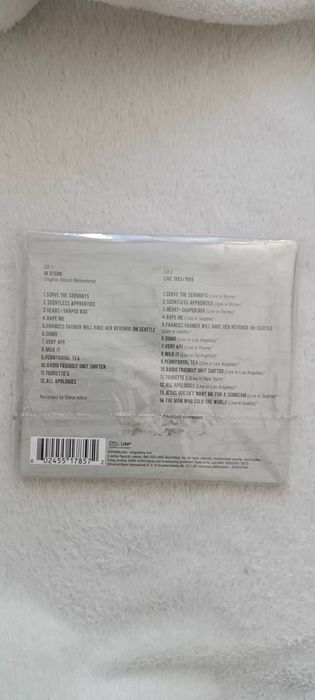 CD 1
IN UTERO
(Original Album Remastered)
1. SERVE THE SERVANTS
2. SCENTLESS APPRENTICE
3. HEART-SHAPED BOX
4. RAPE ME
5. FRANCES FARMER WILL HAVE HER REVENGE ON SEATTLE
6. DUMB
7. VERY APE
8. MILK IT
9. PENNYROYAL TEA
10. RADIO FRIENDLY UNIT SHIFTER
11. TOURETTE'S
12. ALL APOLOGIES
Recorded by Steve Albini
CD 2
LIVE 1993/1994
1. SERVE THE SERVANTS (Live in Rome)*
2. SCENTLESS APPRENTICE (Live in Rome)*
3. HEART-SHAPED BOX (Live in Rome)*
4. RAPE ME (Live in Seattle)*
5. FRANCES FARMER WILL HAVE HER REVENGE ON SEATTLE
(Live in Seattle)*
6. DUMB (Live in Los Angeles)*
7. VERY APE (Live in Rome)*
8. MILK IT (Live in Springfield)*
9. PENNYROYAL TEA (Live in Los Angeles)*
10. RADIO FRIENDLY UNIT SHIFTER (Live in Los Angeles)*
11. TOURETTE'S (Live in New York)*
12. ALL APOLOGIES (Live in Los Angeles)*
13. JESUS DOESN'T WANT ME FOR A SUNBEAM (Live in Seattle)*
14. THE MAN WHO SOLD THE WORLD (Live in Seattle)*
* Previously unreleased
UMe
6 02455 17857 2